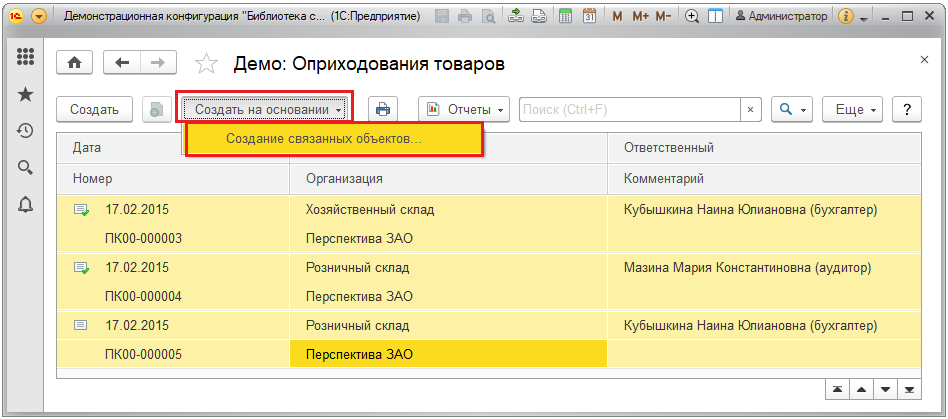 Демонстрационная конфигурация "Библиотека с... (1С:Предприятие)
M M+ M- Администратор
Демо: Оприходования товаров
Создать Создать на основании Отчеты Поиск (Ctrl+F) × Еще ?
Создание связанных объектов...
Дата Ответственный
Номер Организация Комментарий
17.02.2015 Хозяйственный склад Кубышкина Наина Юлиановна (бухгалтер)
ПК00-000003 Перспектива ЗАО
17.02.2015 Розничный склад Мазина Мария Константиновна (аудитор)
ПК00-000004 Перспектива ЗАО
17.02.2015 Розничный склад Кубышкина Наина Юлиановна (бухгалтер)
ПК00-000005 Перспектива ЗАО